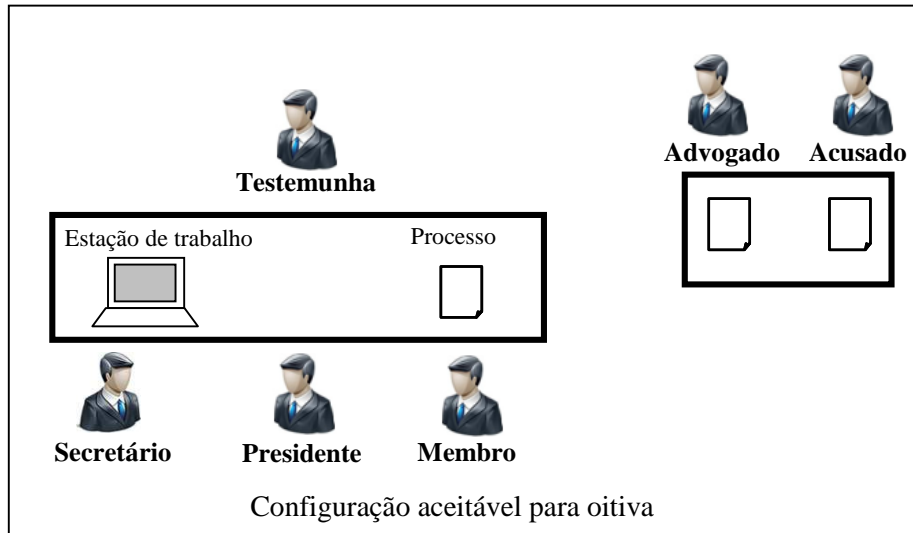 Advogado Acusado
Testemunha
Estação de trabalho Processo
Secretário Presidente Membro
Configuração aceitável para oitiva